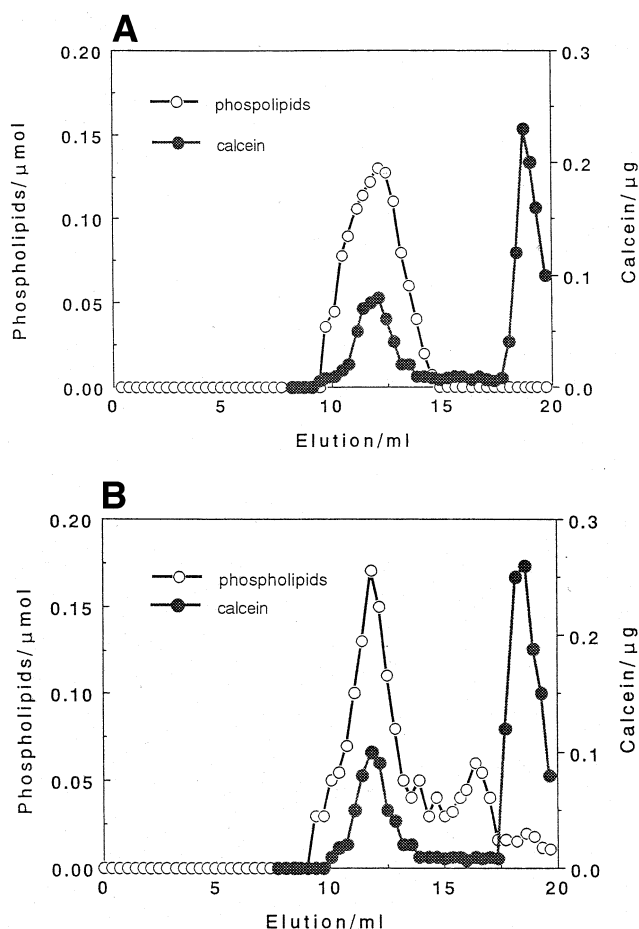 A
0.20
0.15
0.10
0.05
0.00
Phospholipids/μmol
phospolipids
calcein
0.3
0.2
0.1
0.0
Calcein/μg
0 5 10 15 20
Elution/ml
B
0.20
0.15
0.10
0.05
0.00
Phospholipids/μmol
phospholipids
calcein
0.3
0.2
0.1
0.0
Calcein/μg
0 5 10 15 20
Elution/ml